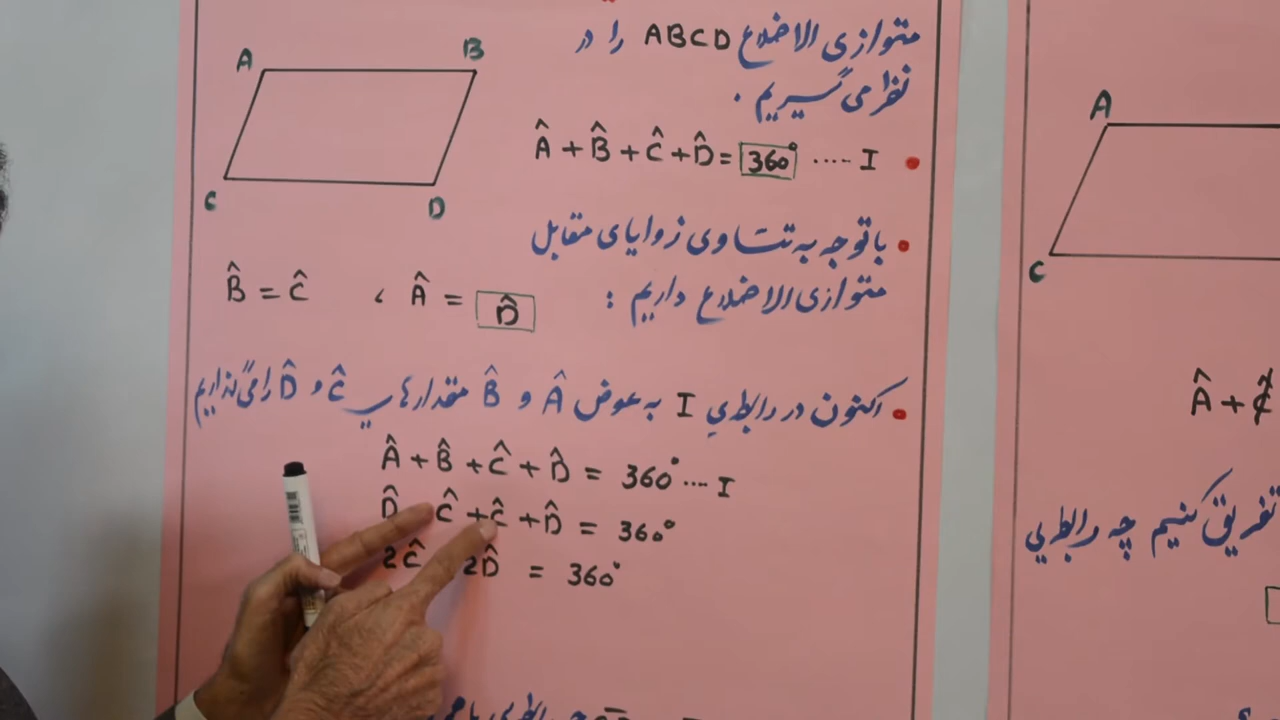 متوازی الاضلاع ABCD را در
نظر می گیریم .
A B
C D
Â + B̂ + Ĉ + D̂ = 360° ---- I
با توجه به تساوی زوایای مقابل
متوازی الاضلاع داریم :
Â = D̂ ، B̂ = Ĉ
اکنون در رابطهٔ I به عوض Â و B̂ مقدارهای Ĉ و D̂ را می گذاریم
Â + B̂ + Ĉ + D̂ = 360° ---- I
D̂ Ĉ + Ĉ + D̂ = 360°
2Ĉ 2D̂ = 360°
A
C
Â + Ĉ
تفریق کنیم چه رابطهٔ